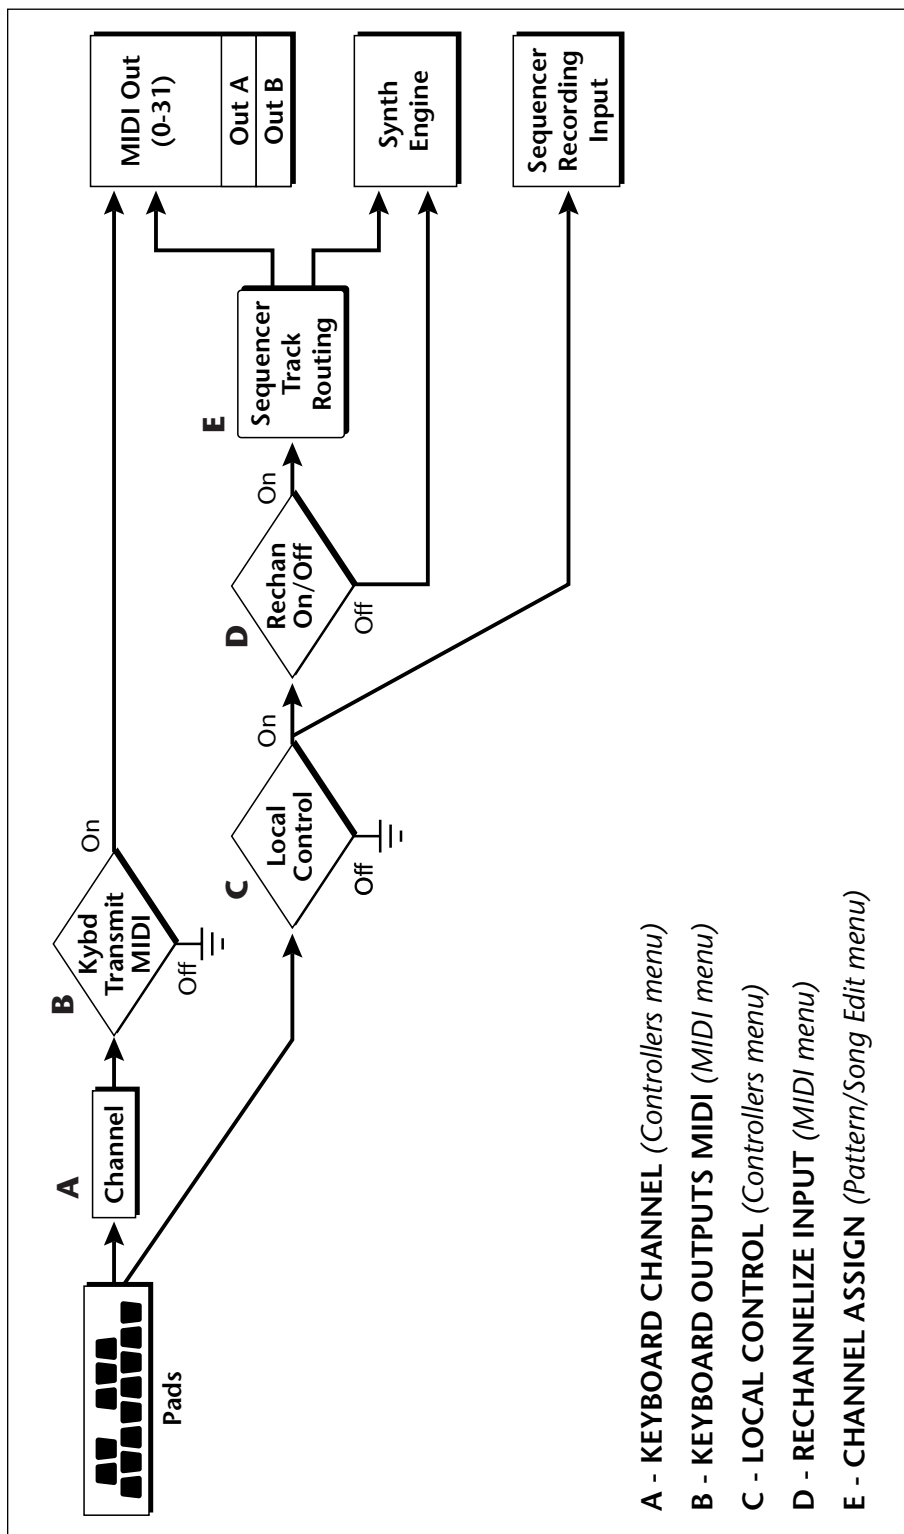 Pads
A
Channel
B
Kybd
Transmit
MIDI
On
Off
MIDI Out
(0-31)
Out A
Out B
C
Local
Control
On
Off
D
Rechan
On/Off
On
Off
E
Sequencer
Track
Routing
Synth
Engine
Sequencer
Recording
Input
A - KEYBOARD CHANNEL (Controllers menu)
B - KEYBOARD OUTPUTS MIDI (MIDI menu)
C - LOCAL CONTROL (Controllers menu)
D - RECHANNELIZE INPUT (MIDI menu)
E - CHANNEL ASSIGN (Pattern/Song Edit menu)